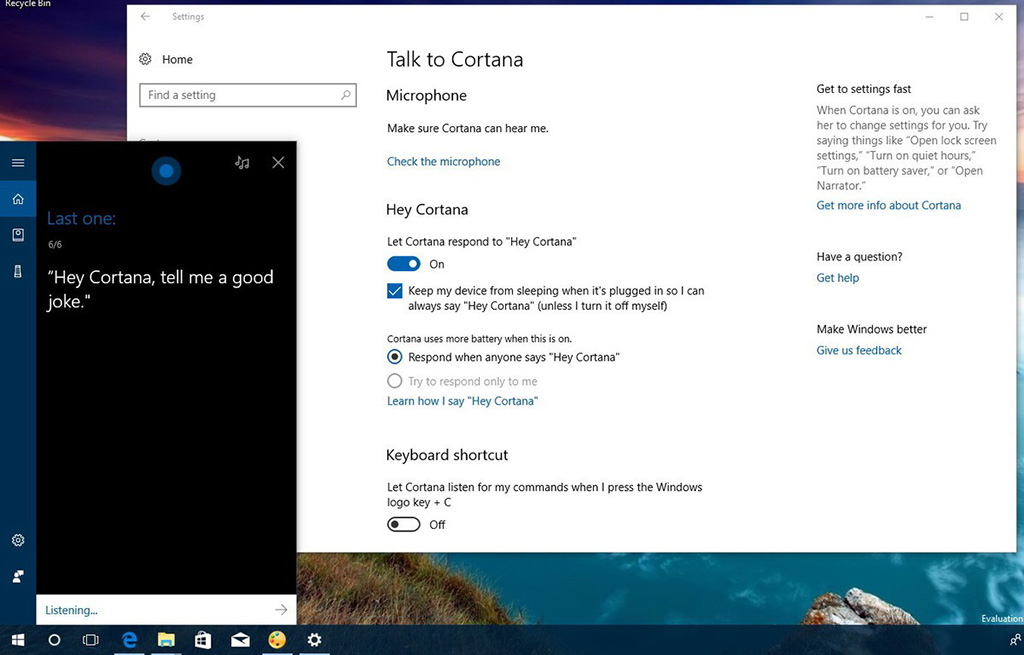 Recycle Bin
Settings
Home
Find a setting
Talk to Cortana
Microphone
Make sure Cortana can hear me.
Check the microphone
Hey Cortana
Let Cortana respond to "Hey Cortana"
On
Keep my device from sleeping when it's plugged in so I can
always say "Hey Cortana" (unless I turn it off myself)
Cortana uses more battery when this is on.
Respond when anyone says "Hey Cortana"
Try to respond only to me
Learn how I say "Hey Cortana"
Keyboard shortcut
Let Cortana listen for my commands when I press the Windows
logo key + C
Off
Get to settings fast
When Cortana is on, you can ask
her to change settings for you. Try
saying things like “Open lock screen
settings,” “Turn on quiet hours,”
“Turn on battery saver,” or “Open
Narrator.”
Get more info about Cortana
Have a question?
Get help
Make Windows better
Give us feedback
Last one:
6/6
“Hey Cortana, tell me a good
joke."
Listening...
Evaluation